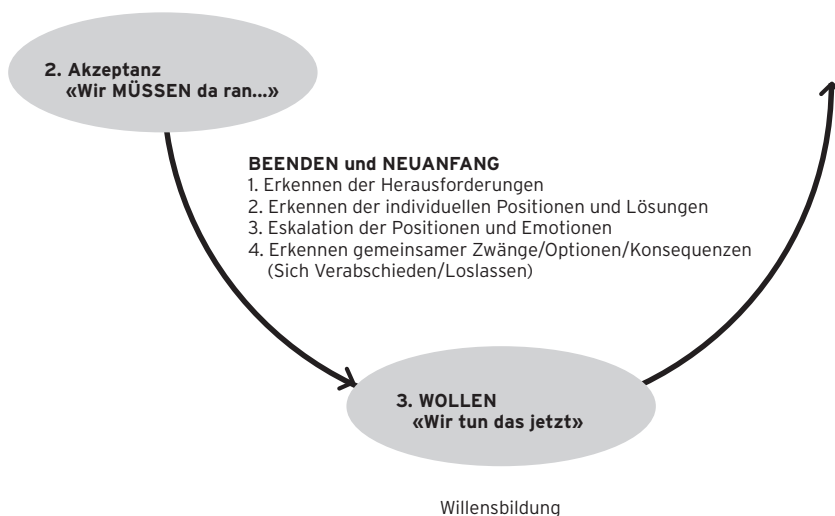 2. Akzeptanz
«Wir MÜSSEN da ran...»
BEENDEN und NEUANFANG
1. Erkennen der Herausforderungen
2. Erkennen der individuellen Positionen und Lösungen
3. Eskalation der Positionen und Emotionen
4. Erkennen gemeinsamer Zwänge/Optionen/Konsequenzen
(Sich Verabschieden/Loslassen)
3. WOLLEN
«Wir tun das jetzt»
Willensbildung